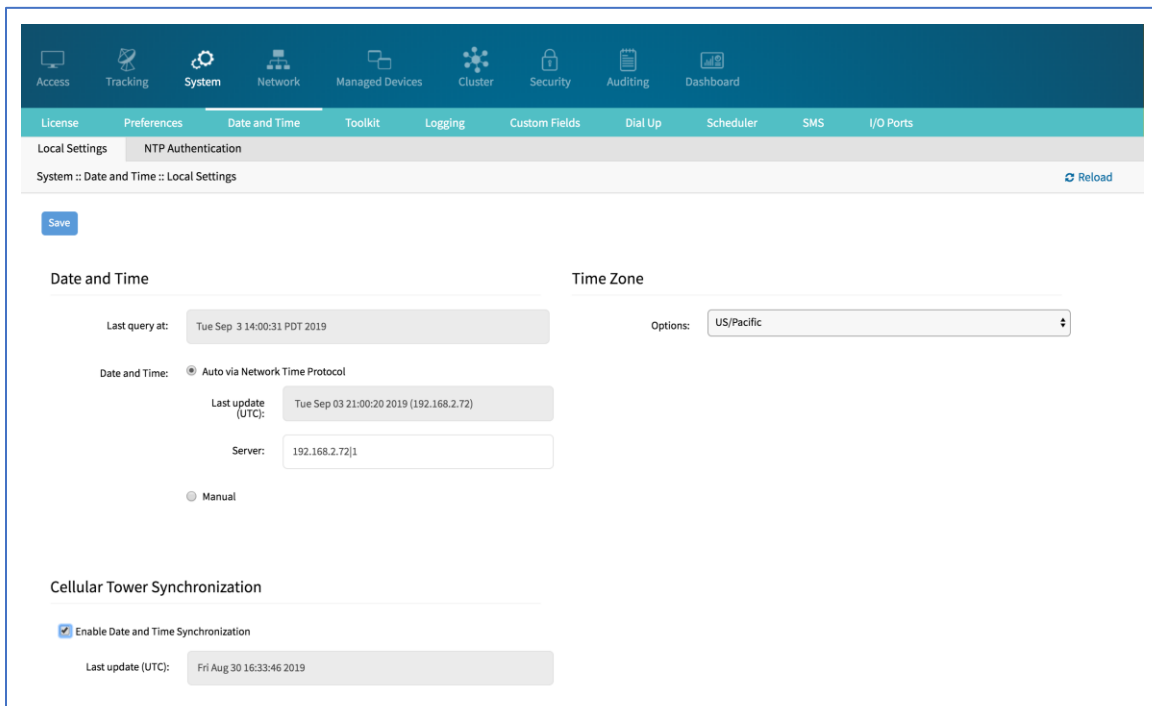 Access Tracking System Network Managed Devices Cluster Security Auditing Dashboard
License Preferences Date and Time Toolkit Logging Custom Fields Dial Up Scheduler SMS I/O Ports
Local Settings NTP Authentication
System :: Date and Time :: Local Settings Reload
Save
Date and Time
Last query at: Tue Sep 3 14:00:31 PDT 2019
Date and Time: Auto via Network Time Protocol
Last update
(UTC): Tue Sep 03 21:00:20 2019 (192.168.2.72)
Server: 192.168.2.72|1
Manual
Time Zone
Options: US/Pacific
Cellular Tower Synchronization
Enable Date and Time Synchronization
Last update (UTC): Fri Aug 30 16:33:46 2019